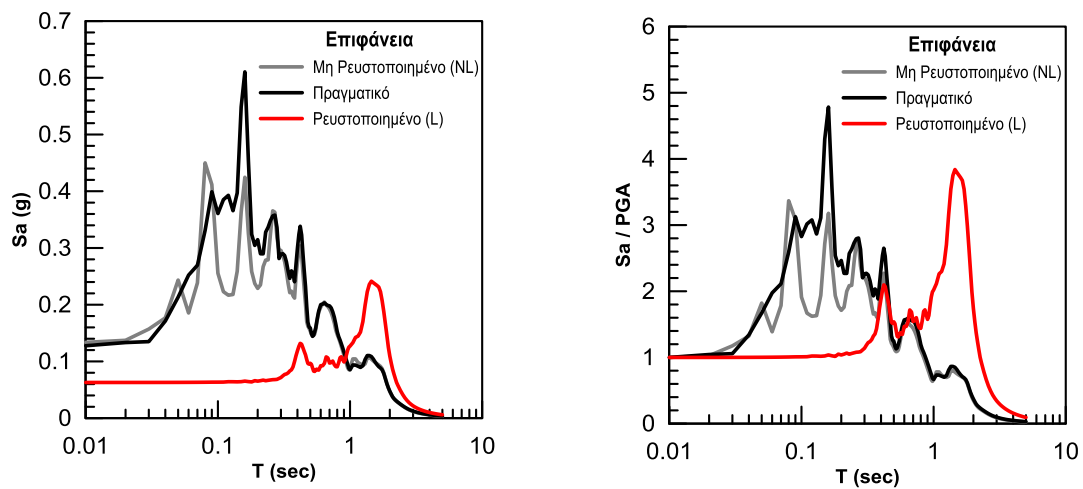 0.7
0.6
0.5
0.4
0.3
0.2
0.1
0
Sa (g)
Επιφάνεια
Μη Ρευστοποιημένο (NL)
Πραγματικό
Ρευστοποιημένο (L)
0.01
0.1
1
10
T (sec)
6
5
4
3
2
1
0
Sa / PGA
Επιφάνεια
Μη Ρευστοποιημένο (NL)
Πραγματικό
Ρευστοποιημένο (L)
0.01
0.1
1
10
T (sec)